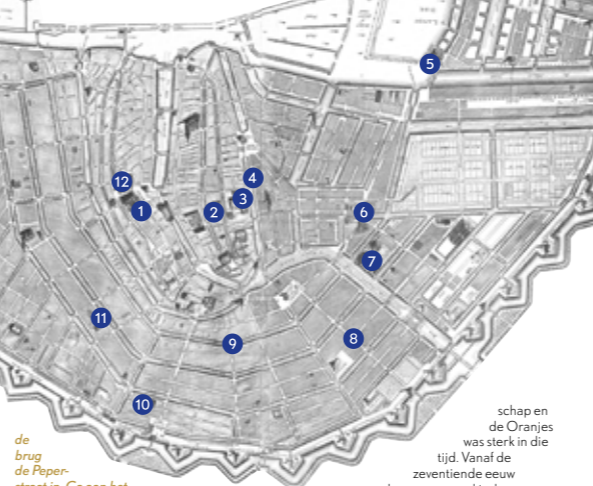 5
4
12
3
1
2
6
7
11
9
8
10
schap en
de Oranjes
was sterk in die
tijd. Vanaf de
zeventiende eeuw
de
brug
de Peper-